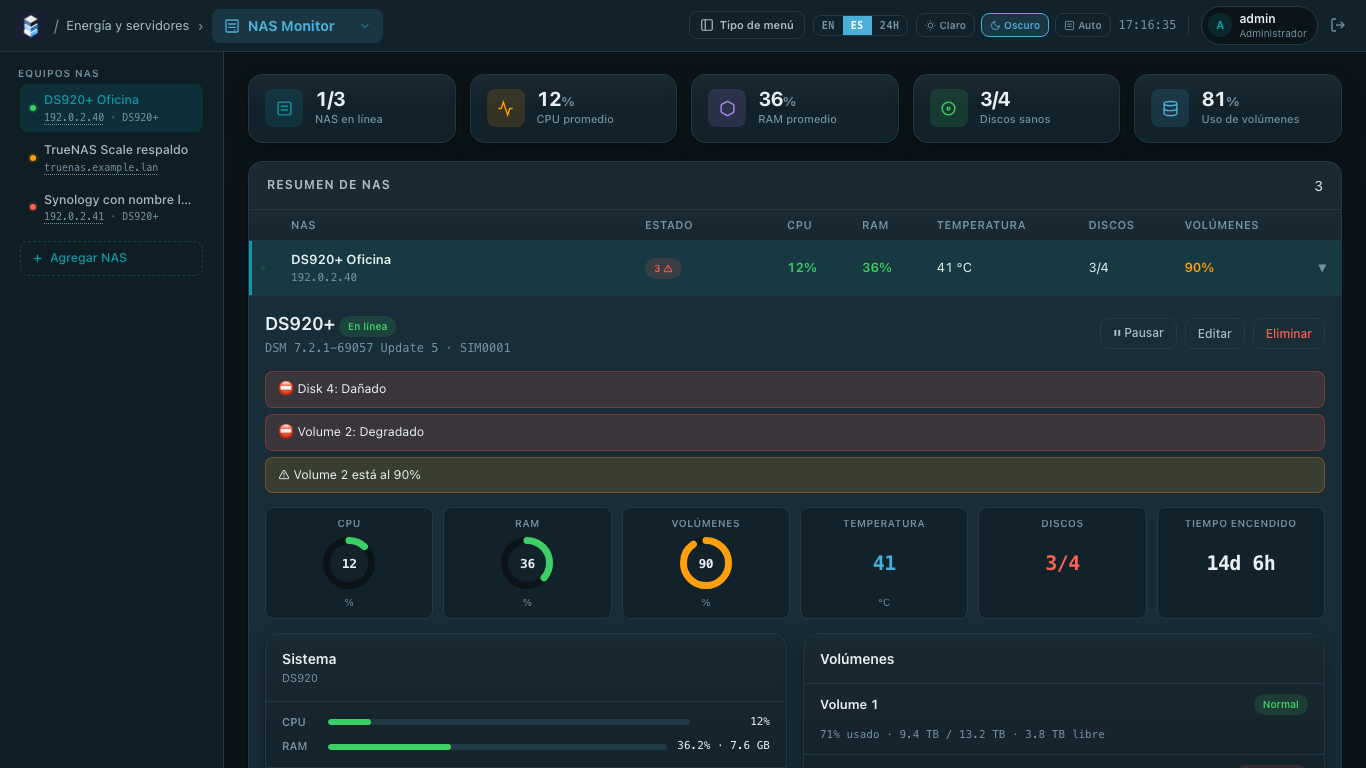 / Energía y servidores › NAS Monitor
Tipo de menú
EN ES 24H
Claro
Oscuro
Auto
17:16:35
A
admin
Administrador
EQUIPOS NAS
DS920+ Oficina
192.0.2.40 · DS920+
TrueNAS Scale respaldo
truenas.example.lan
Synology con nombre l...
192.0.2.41 · DS920+
+ Agregar NAS
1/3
NAS en línea
12%
CPU promedio
36%
RAM promedio
3/4
Discos sanos
81%
Uso de volúmenes
RESUMEN DE NAS 3
NAS ESTADO CPU RAM TEMPERATURA DISCOS VOLÚMENES
DS920+ Oficina
192.0.2.40
3 ⚠ 12% 36% 41 °C 3/4 90% ▼
DS920+ En línea
DSM 7.2.1-69057 Update 5 · SIM0001
Pausar Editar Eliminar
Disk 4: Dañado
Volume 2: Degradado
⚠ Volume 2 está al 90%
CPU
12
%
RAM
36
%
VOLÚMENES
90
%
TEMPERATURA
41
°C
DISCOS
3/4
TIEMPO ENCENDIDO
14d 6h
Sistema
DS920
CPU 12%
RAM 36.2% · 7.6 GB
Volúmenes
Volume 1 Normal
71% usado · 9.4 TB / 13.2 TB · 3.8 TB libre